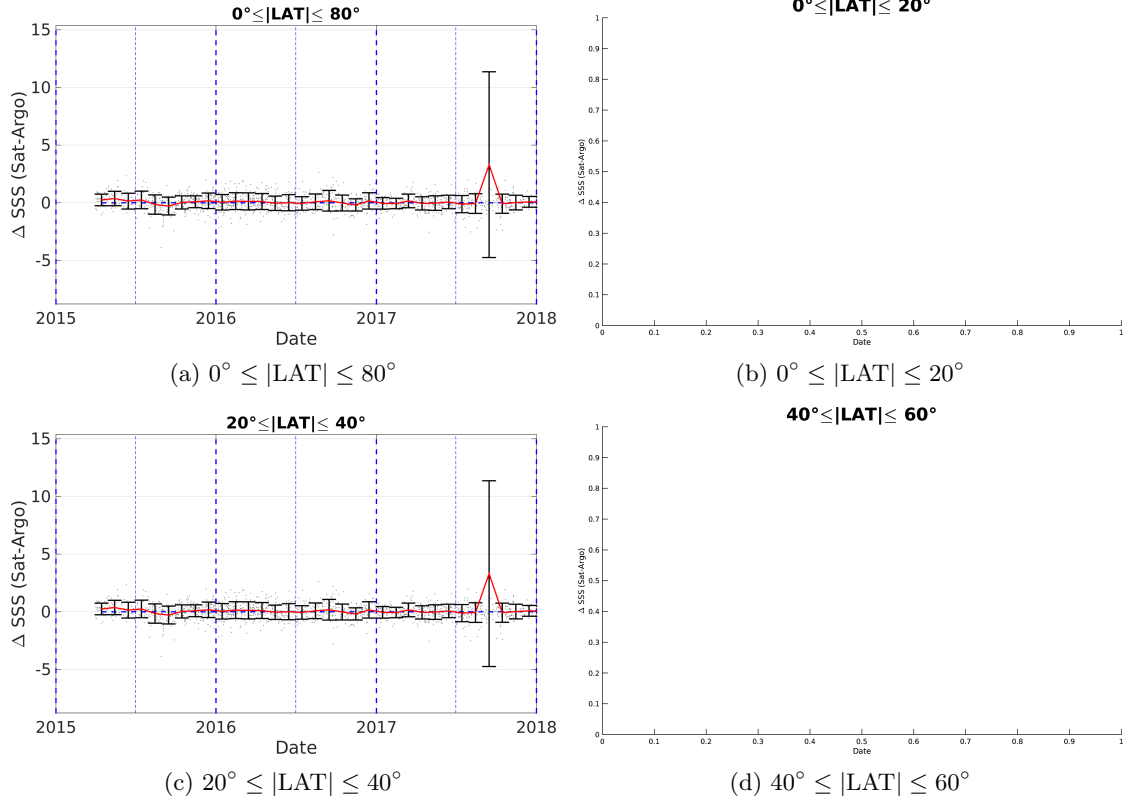 0°≤|LAT|≤ 80°
15
10
5
0
-5
Δ SSS (Sat-Argo)
2015 2016 2017 2018
Date
(a) 0° ≤ |LAT| ≤ 80°
0°≤|LAT|≤ 20°
1
0.9
0.8
0.7
0.6
0.5
0.4
0.3
0.2
0.1
0
Δ SSS (Sat-Argo)
0 0.1 0.2 0.3 0.4 0.5 0.6 0.7 0.8 0.9 1
Date
(b) 0° ≤ |LAT| ≤ 20°
20°≤|LAT|≤ 40°
15
10
5
0
-5
Δ SSS (Sat-Argo)
2015 2016 2017 2018
Date
(c) 20° ≤ |LAT| ≤ 40°
40°≤|LAT|≤ 60°
1
0.9
0.8
0.7
0.6
0.5
0.4
0.3
0.2
0.1
0
Δ SSS (Sat-Argo)
0 0.1 0.2 0.3 0.4 0.5 0.6 0.7 0.8 0.9 1
Date
(d) 40° ≤ |LAT| ≤ 60°